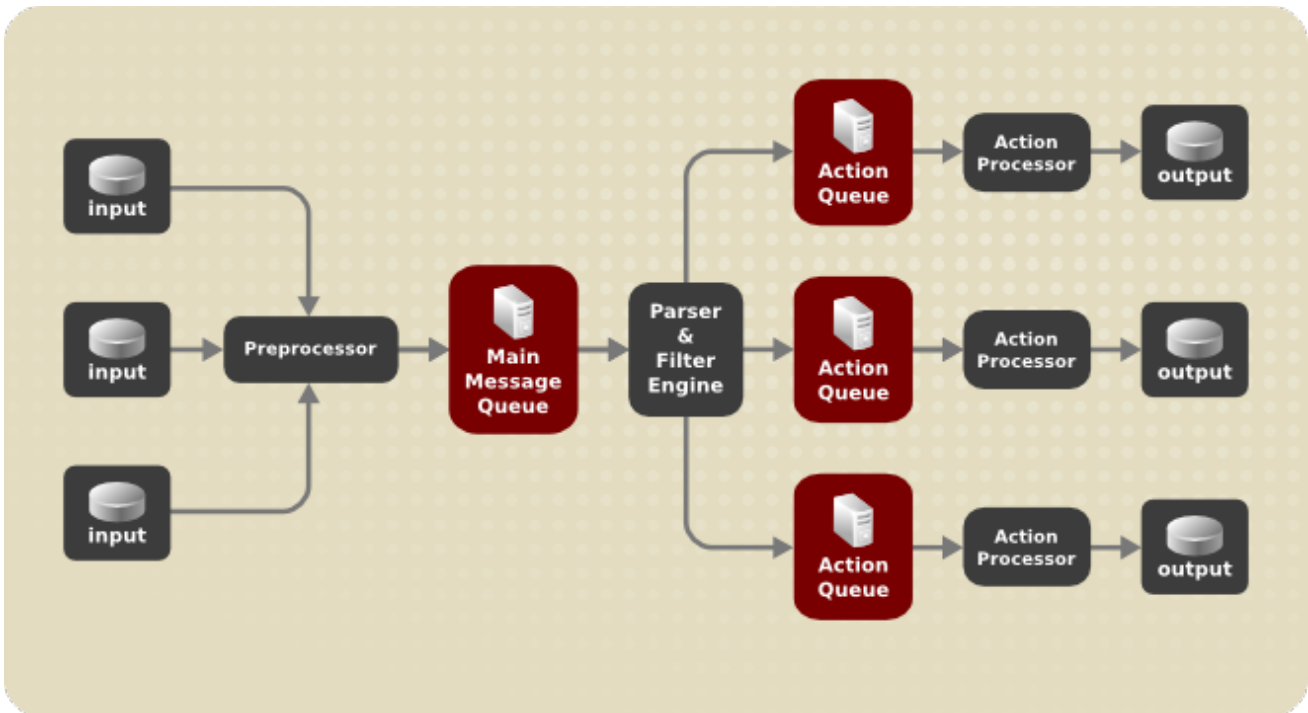 input
input
input
Preprocessor
Main
Message
Queue
Parser
&
Filter
Engine
Action
Queue
Action
Processor
output
Action
Queue
Action
Processor
output
Action
Queue
Action
Processor
output